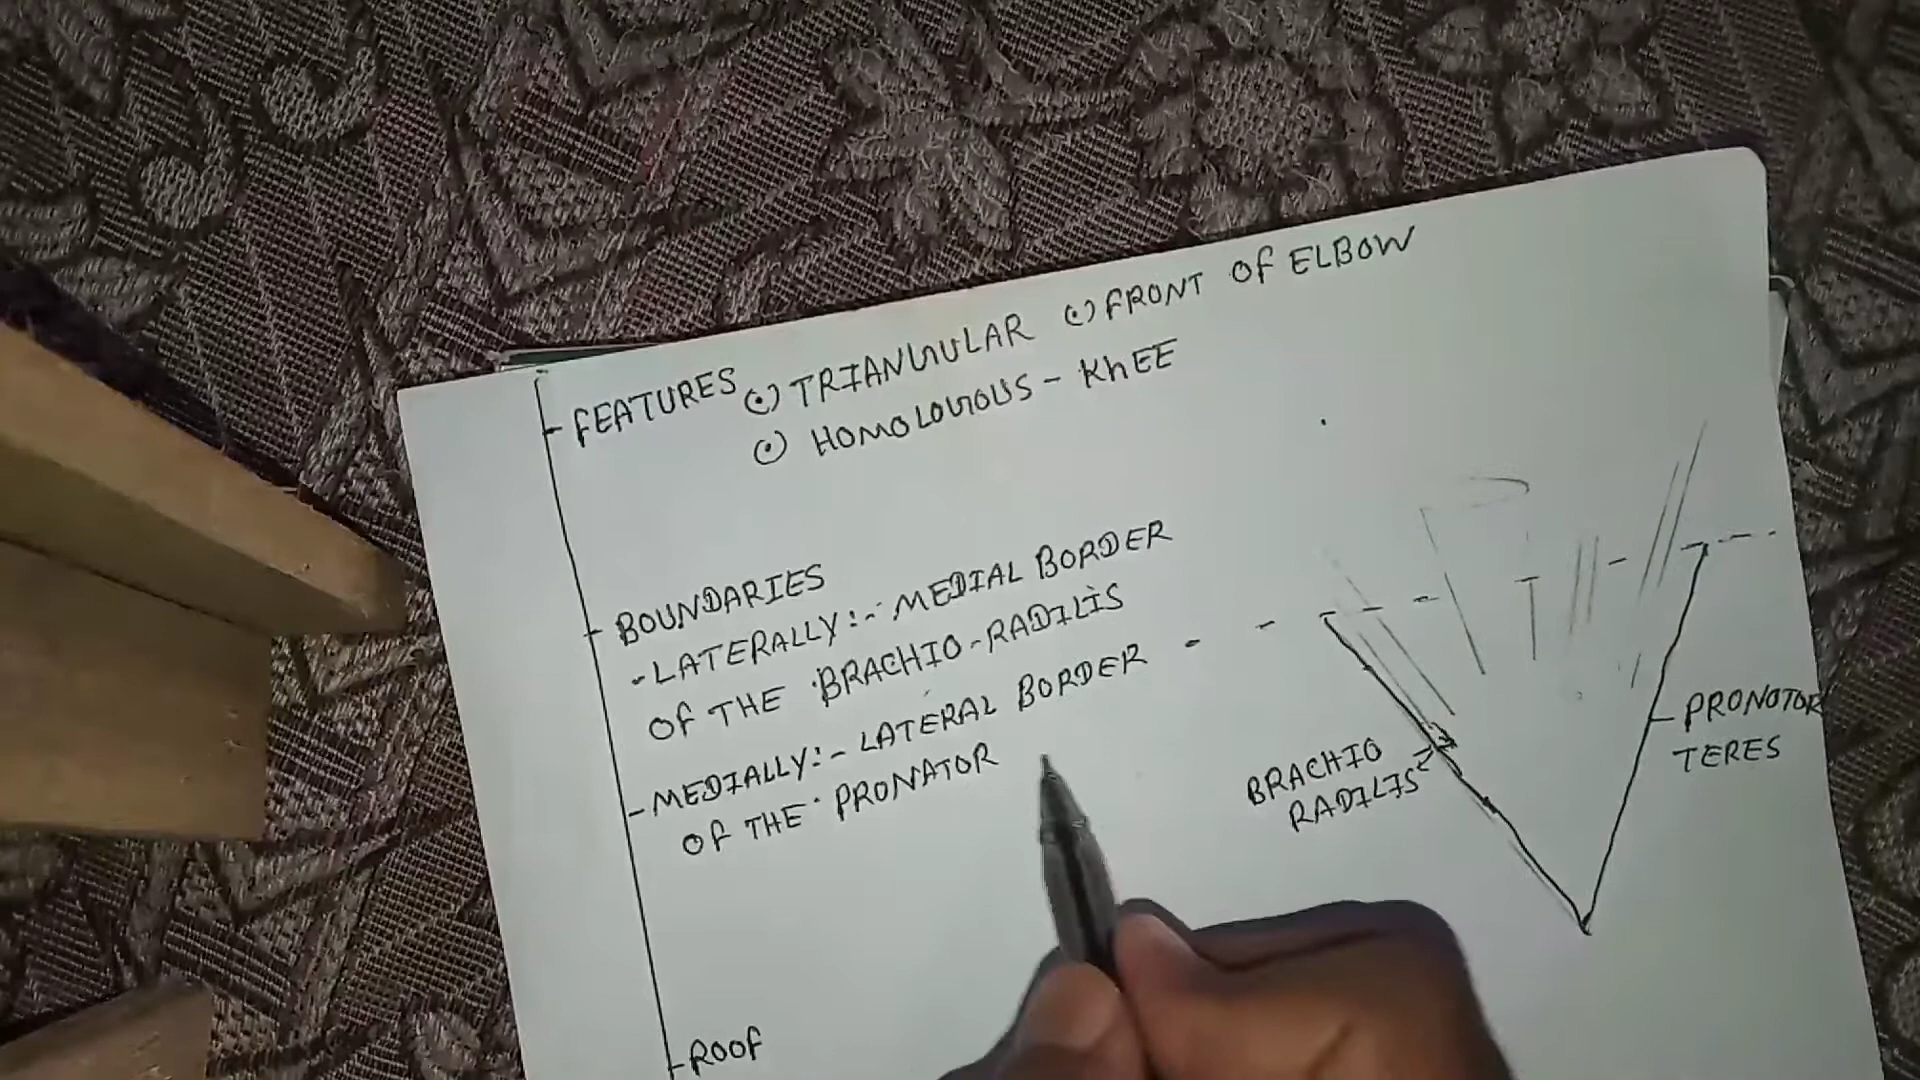 FEATURES (•) TRIANGULAR (•) FRONT OF ELBOW
(•) HOMOLOGOUS - KNEE
BOUNDARIES
- LATERALLY :- MEDIAL BORDER
OF THE BRACHIO-RADILIS
- MEDIALLY :- LATERAL BORDER
OF THE PRONATOR
BRACHIO
RADILIS
PRONOTOR
TERES
ROOF